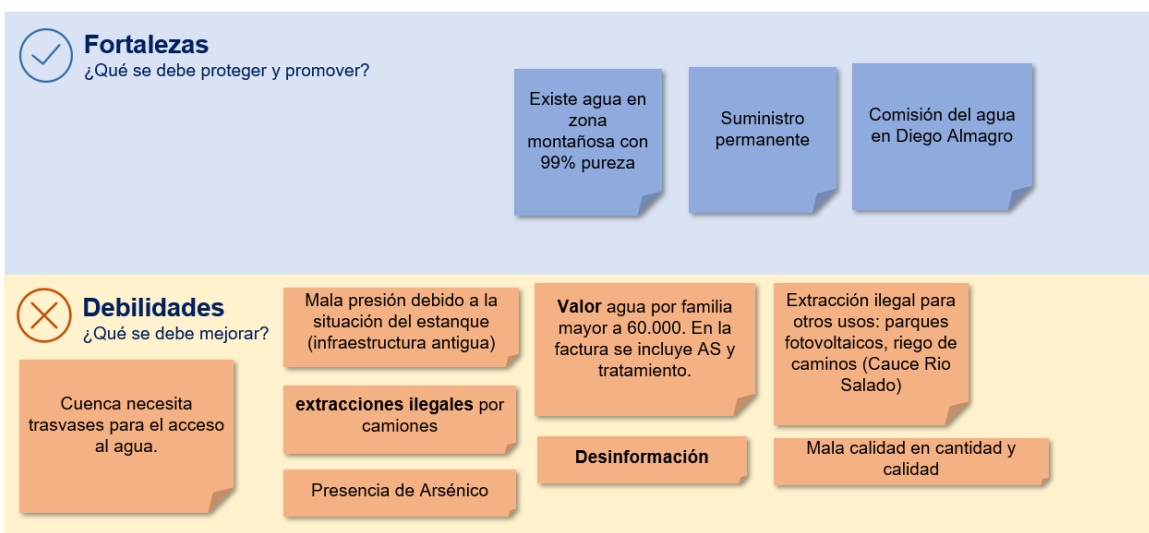 Fortalezas
¿Qué se debe proteger y promover?
Existe agua en
zona
montañosa con
99% pureza
Suministro
permanente
Comisión del agua
en Diego Almagro
Debilidades
¿Qué se debe mejorar?
Cuenca necesita
trasvases para el acceso
al agua.
Mala presión debido a la
situación del estanque
(infraestructura antigua)
extracciones ilegales por
camiones
Presencia de Arsénico
Valor agua por familia
mayor a 60.000. En la
factura se incluye AS y
tratamiento.
Desinformación
Extracción ilegal para
otros usos: parques
fotovoltaicos, riego de
caminos (Cauce Rio
Salado)
Mala calidad en cantidad y
calidad